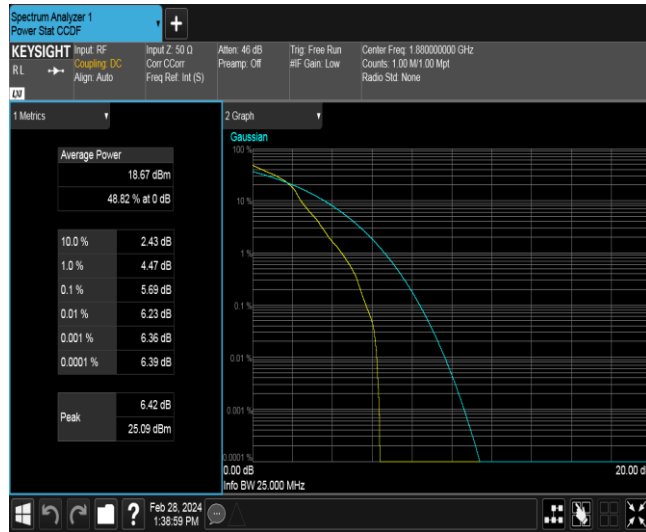 Spectrum Analyzer 1
Power Stat CCDF
+
KEYSIGHT
RL
LXI
Input: RF
Coupling: DC
Align: Auto
Input Z: 50 Ω
Corr CCorr
Freq Ref: Int (S)
Atten: 46 dB
Preamp: Off
Trig: Free Run
#IF Gain: Low
Center Freq: 1.880000000 GHz
Counts: 1.00 M/1.00 Mpt
Radio Std: None
1 Metrics
Average Power
18.67 dBm
48.82 % at 0 dB
10.0 % 2.43 dB
1.0 % 4.47 dB
0.1 % 5.69 dB
0.01 % 6.23 dB
0.001 % 6.36 dB
0.0001 % 6.39 dB
Peak
6.42 dB
25.09 dBm
2 Graph
Gaussian
100 %
10 %
1 %
0.1 %
0.01 %
0.001 %
0.0001 %
0.00 dB
20.00 d
Info BW 25.000 MHz
?
Feb 28, 2024
1:38:59 PM